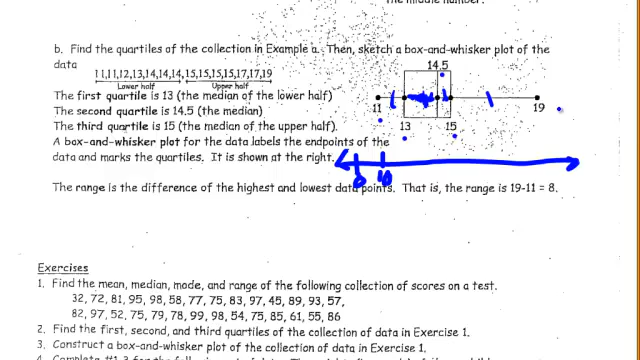 The middle number.
b. Find the quartiles of the collection in Example a. Then, sketch a box-and-whisker plot of the
data
11,11,12,13,14,14,14, 15,15,15,15,17,17,19
Lower half Upper half
The first quartile is 13 (the median of the lower half)
The second quartile is 14.5 (the median)
The third quartile is 15 (the median of the upper half).
A box-and-whisker plot for the data labels the endpoints of the
data and marks the quartiles. It is shown at the right.
14.5
11
19
13
15
0 10
The range is the difference of the highest and lowest data points. That is, the range is 19-11 = 8.
Exercises
1. Find the mean, median, mode, and range of the following collection of scores on a test.
32, 72, 81, 95, 98, 58, 77, 75, 83, 97, 45, 89, 93, 57,
82, 97, 52, 75, 79, 78, 99, 98, 54, 75, 85, 61, 55, 86
2. Find the first, second, and third quartiles of the collection of data in Exercise 1.
3. Construct a box-and-whisker plot of the collection of data in Exercise 1.